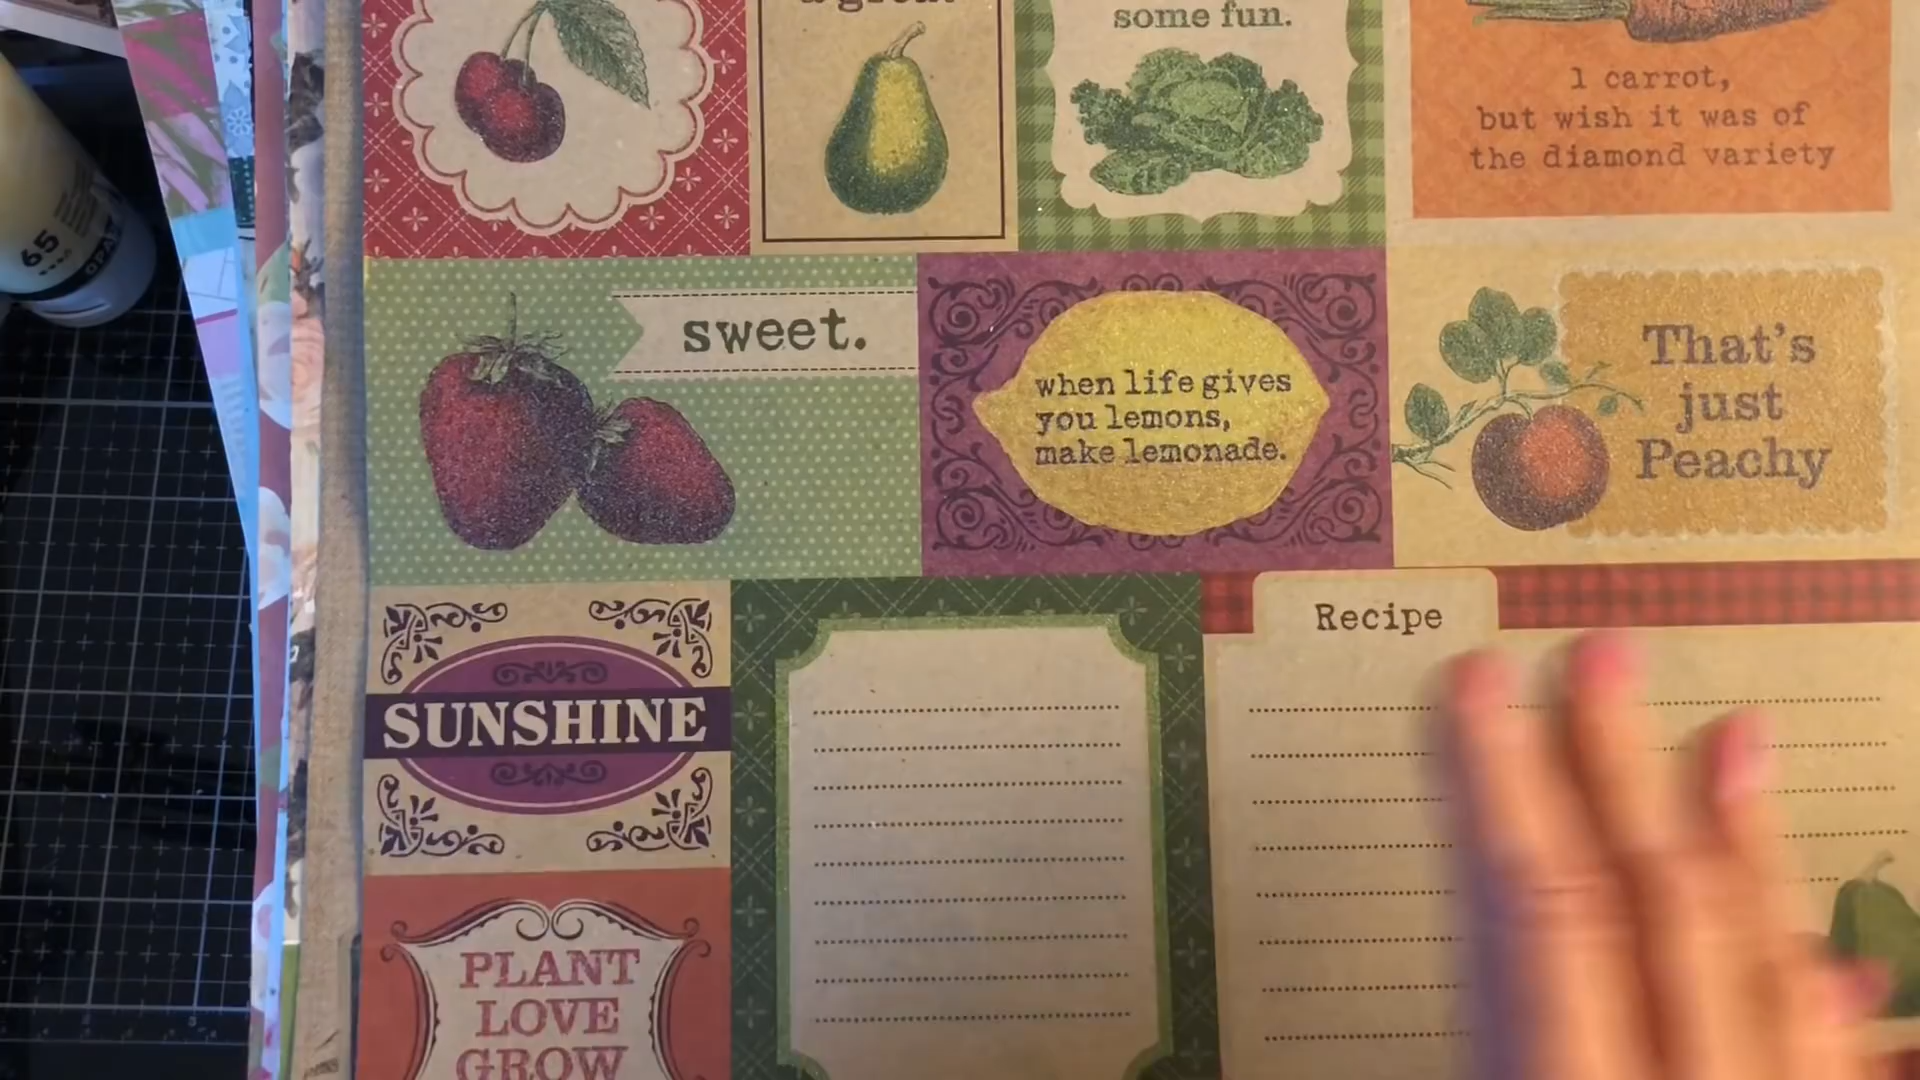 some fun.
1 carrot,
but wish it was of
the diamond variety
sweet.
when life gives
you lemons,
make lemonade.
That's
just
Peachy
Recipe
SUNSHINE
PLANT
LOVE
GROW
65